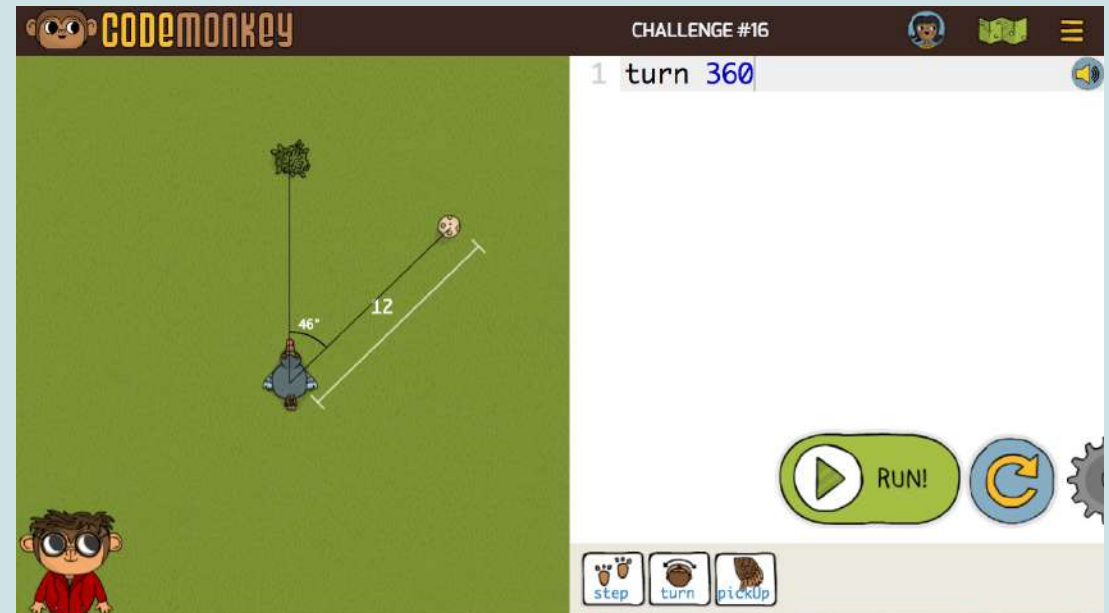 CODEMONKEY
CHALLENGE #16
1 turn 360
12
46°
RUN!
step turn pickUp